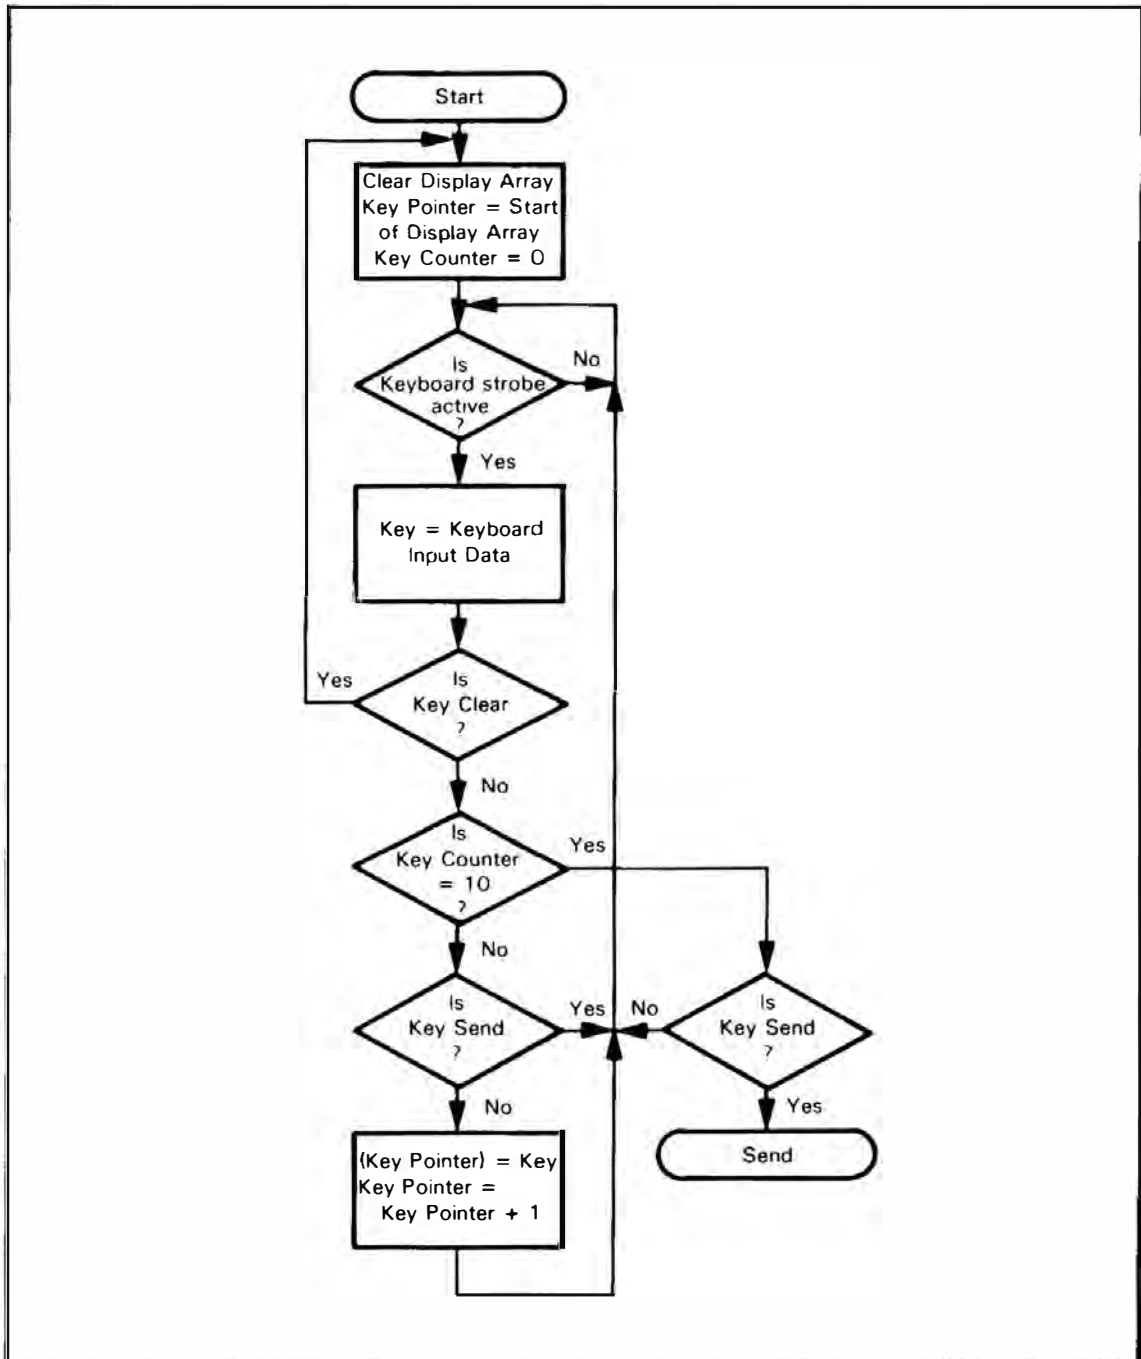 Start
Clear Display Array
Key Pointer = Start
of Display Array
Key Counter = 0
Is
Keyboard strobe
active
?
No
Yes
Key = Keyboard
Input Data
Yes
Is
Key Clear
?
No
Is
Key Counter
= 10
?
Yes
No
Is
Key Send
?
Yes
No
Is
Key Send
?
No
Yes
(Key Pointer) = Key
Key Pointer =
Key Pointer + 1
Send